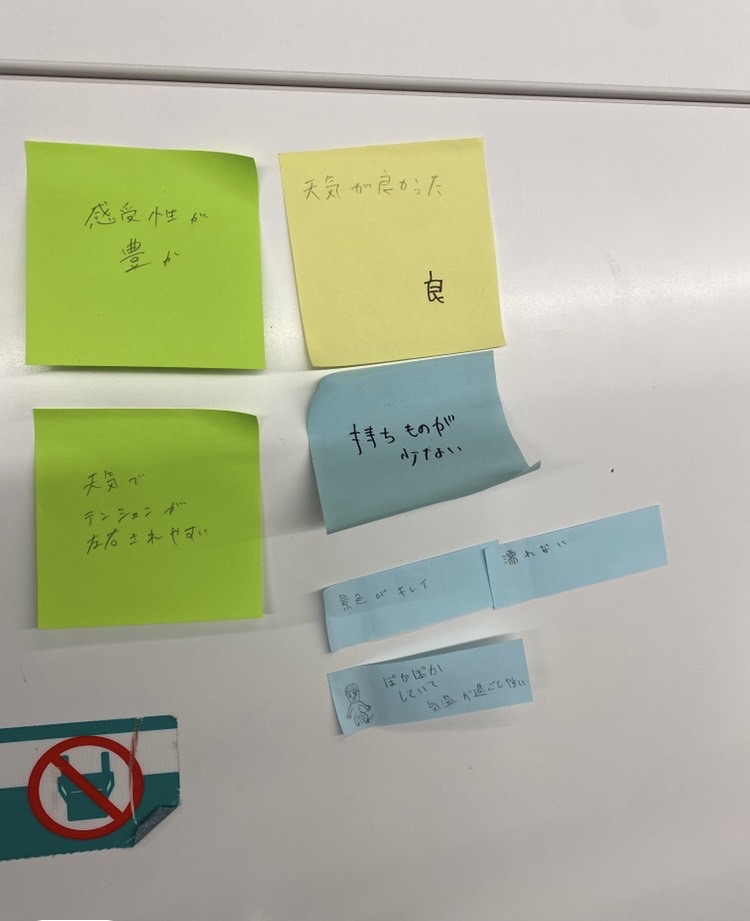 感受性が
豊か
天気が良かった
良
天気で
テンションが
左右されやすい
持ちものが
少ない
景色がキレイ
濡れない
ぽかぽか
していて
気温が過ごしやすい